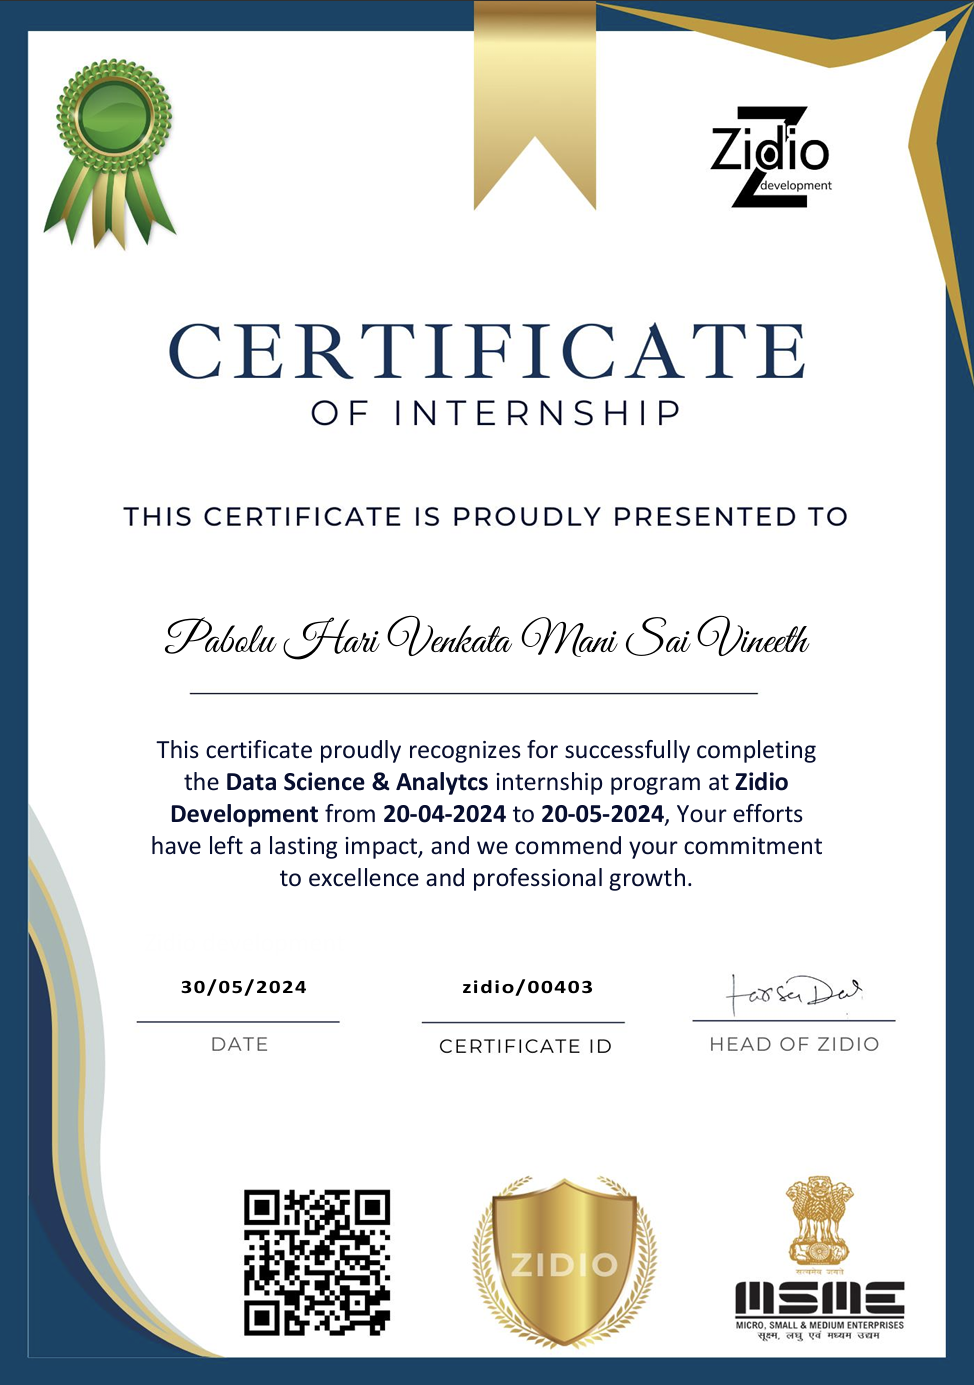 Zidio
development
CERTIFICATE
OF INTERNSHIP
THIS CERTIFICATE IS PROUDLY PRESENTED TO
Pabolu Hari Venkata Mani Sai Vineeth
This certificate proudly recognizes for successfully completing
the Data Science & Analytcs internship program at Zidio
Development from 20-04-2024 to 20-05-2024, Your efforts
have left a lasting impact, and we commend your commitment
to excellence and professional growth.
30/05/2024
DATE
zidio/00403
CERTIFICATE ID
HEAD OF ZIDIO
ZIDIO
सत्यमेव जयते
MSME
MICRO, SMALL & MEDIUM ENTERPRISES
सूक्ष्म, लघु एवं मध्यम उद्यम